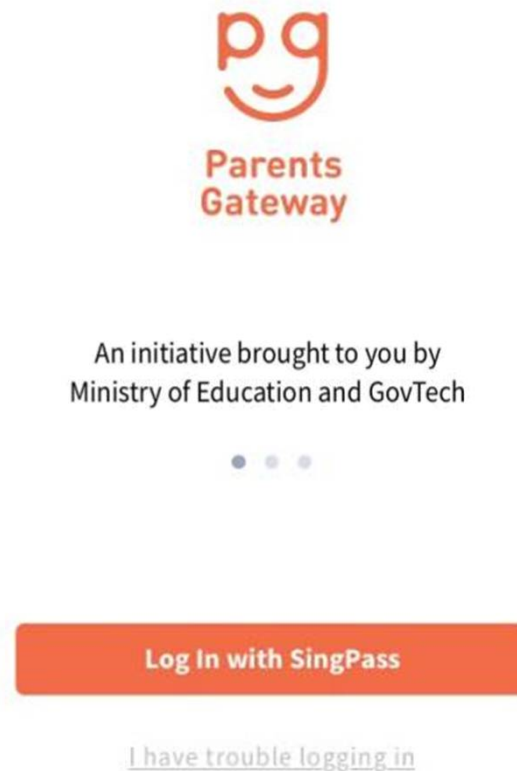 pg
Parents
Gateway
An initiative brought to you by
Ministry of Education and GovTech
Log In with SingPass
I have trouble logging in